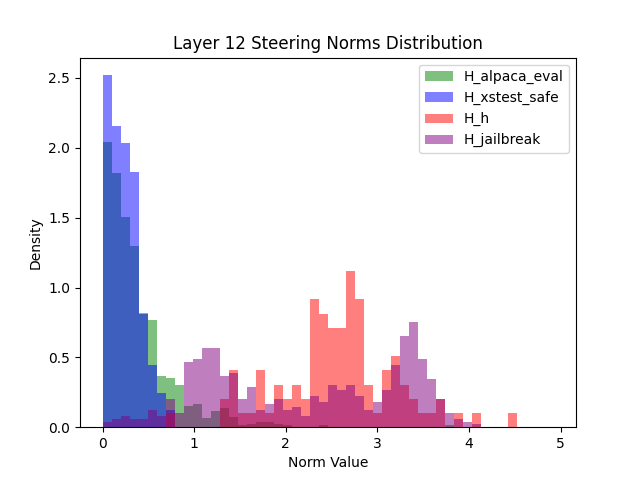 Layer 12 Steering Norms Distribution
H_alpaca_eval
H_xstest_safe
H_h
H_jailbreak
Density
2.5
2.0
1.5
1.0
0.5
0.0
0 1 2 3 4 5
Norm Value